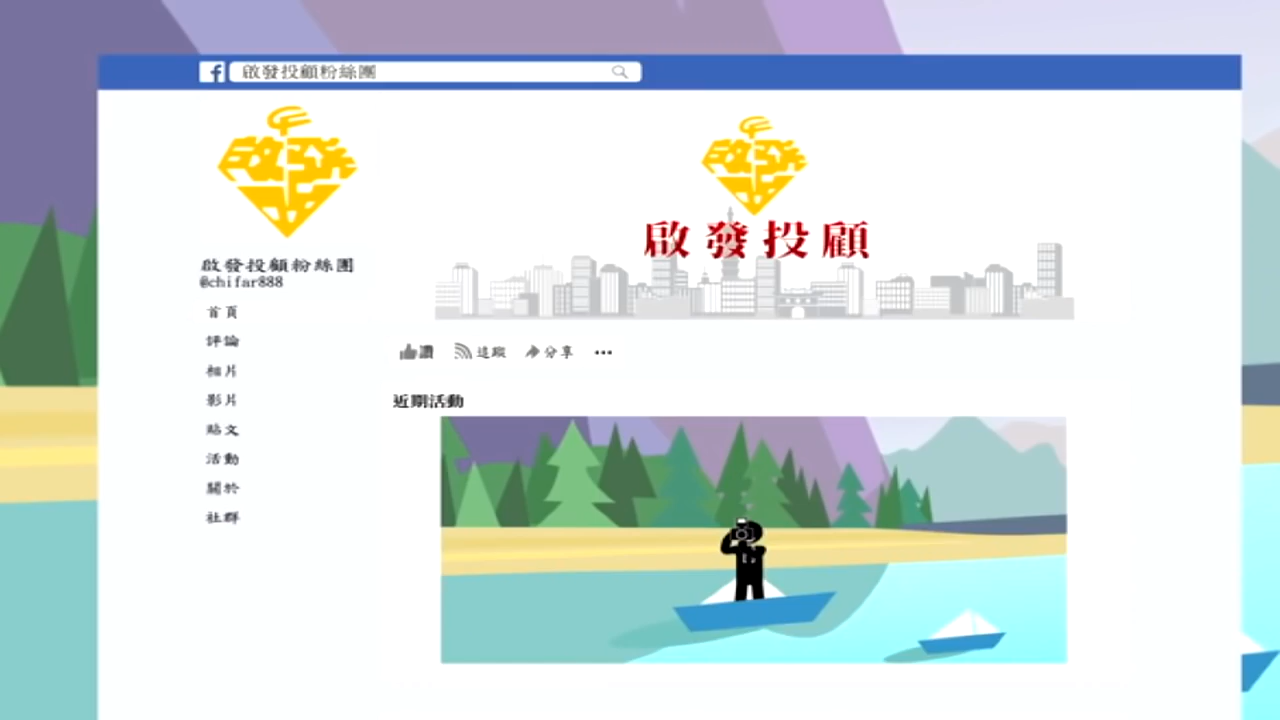 啟發投顧粉絲團
啟發
啟發投顧
啟發投顧粉絲團
@chifar888
首頁
評論
相片
影片
貼文
活動
關於
社群
讚 追蹤 分享
近期活動